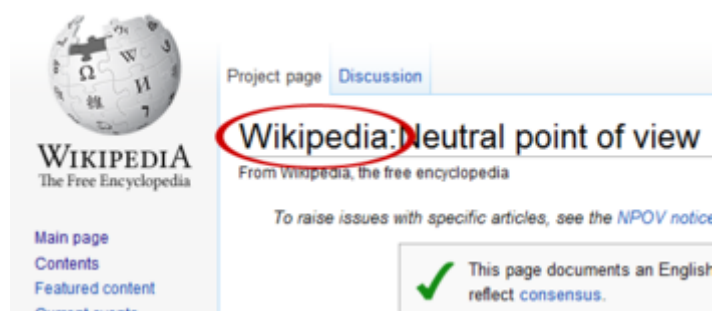 WIKIPEDIA
The Free Encyclopedia
Main page
Contents
Featured content
Current events
Project page Discussion
Wikipedia:Neutral point of view
From Wikipedia, the free encyclopedia
To raise issues with specific articles, see the NPOV notice
This page documents an English
reflect consensus.